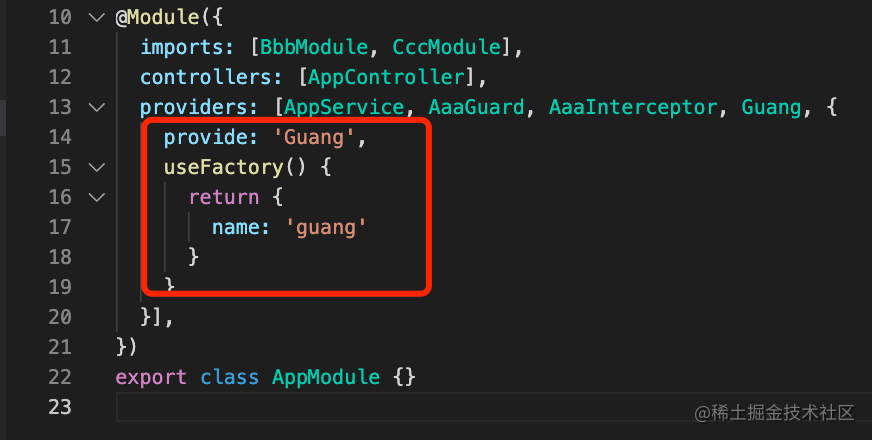 10 @Module({
11 imports: [BbbModule, CccModule],
12 controllers: [AppController],
13 providers: [AppService, AaaGuard, AaaInterceptor, Guang, {
14 provide: 'Guang',
15 useFactory() {
16 return {
17 name: 'guang'
18 }
19 }
20 }],
21 })
22 export class AppModule {}
23
@稀土掘金技术社区